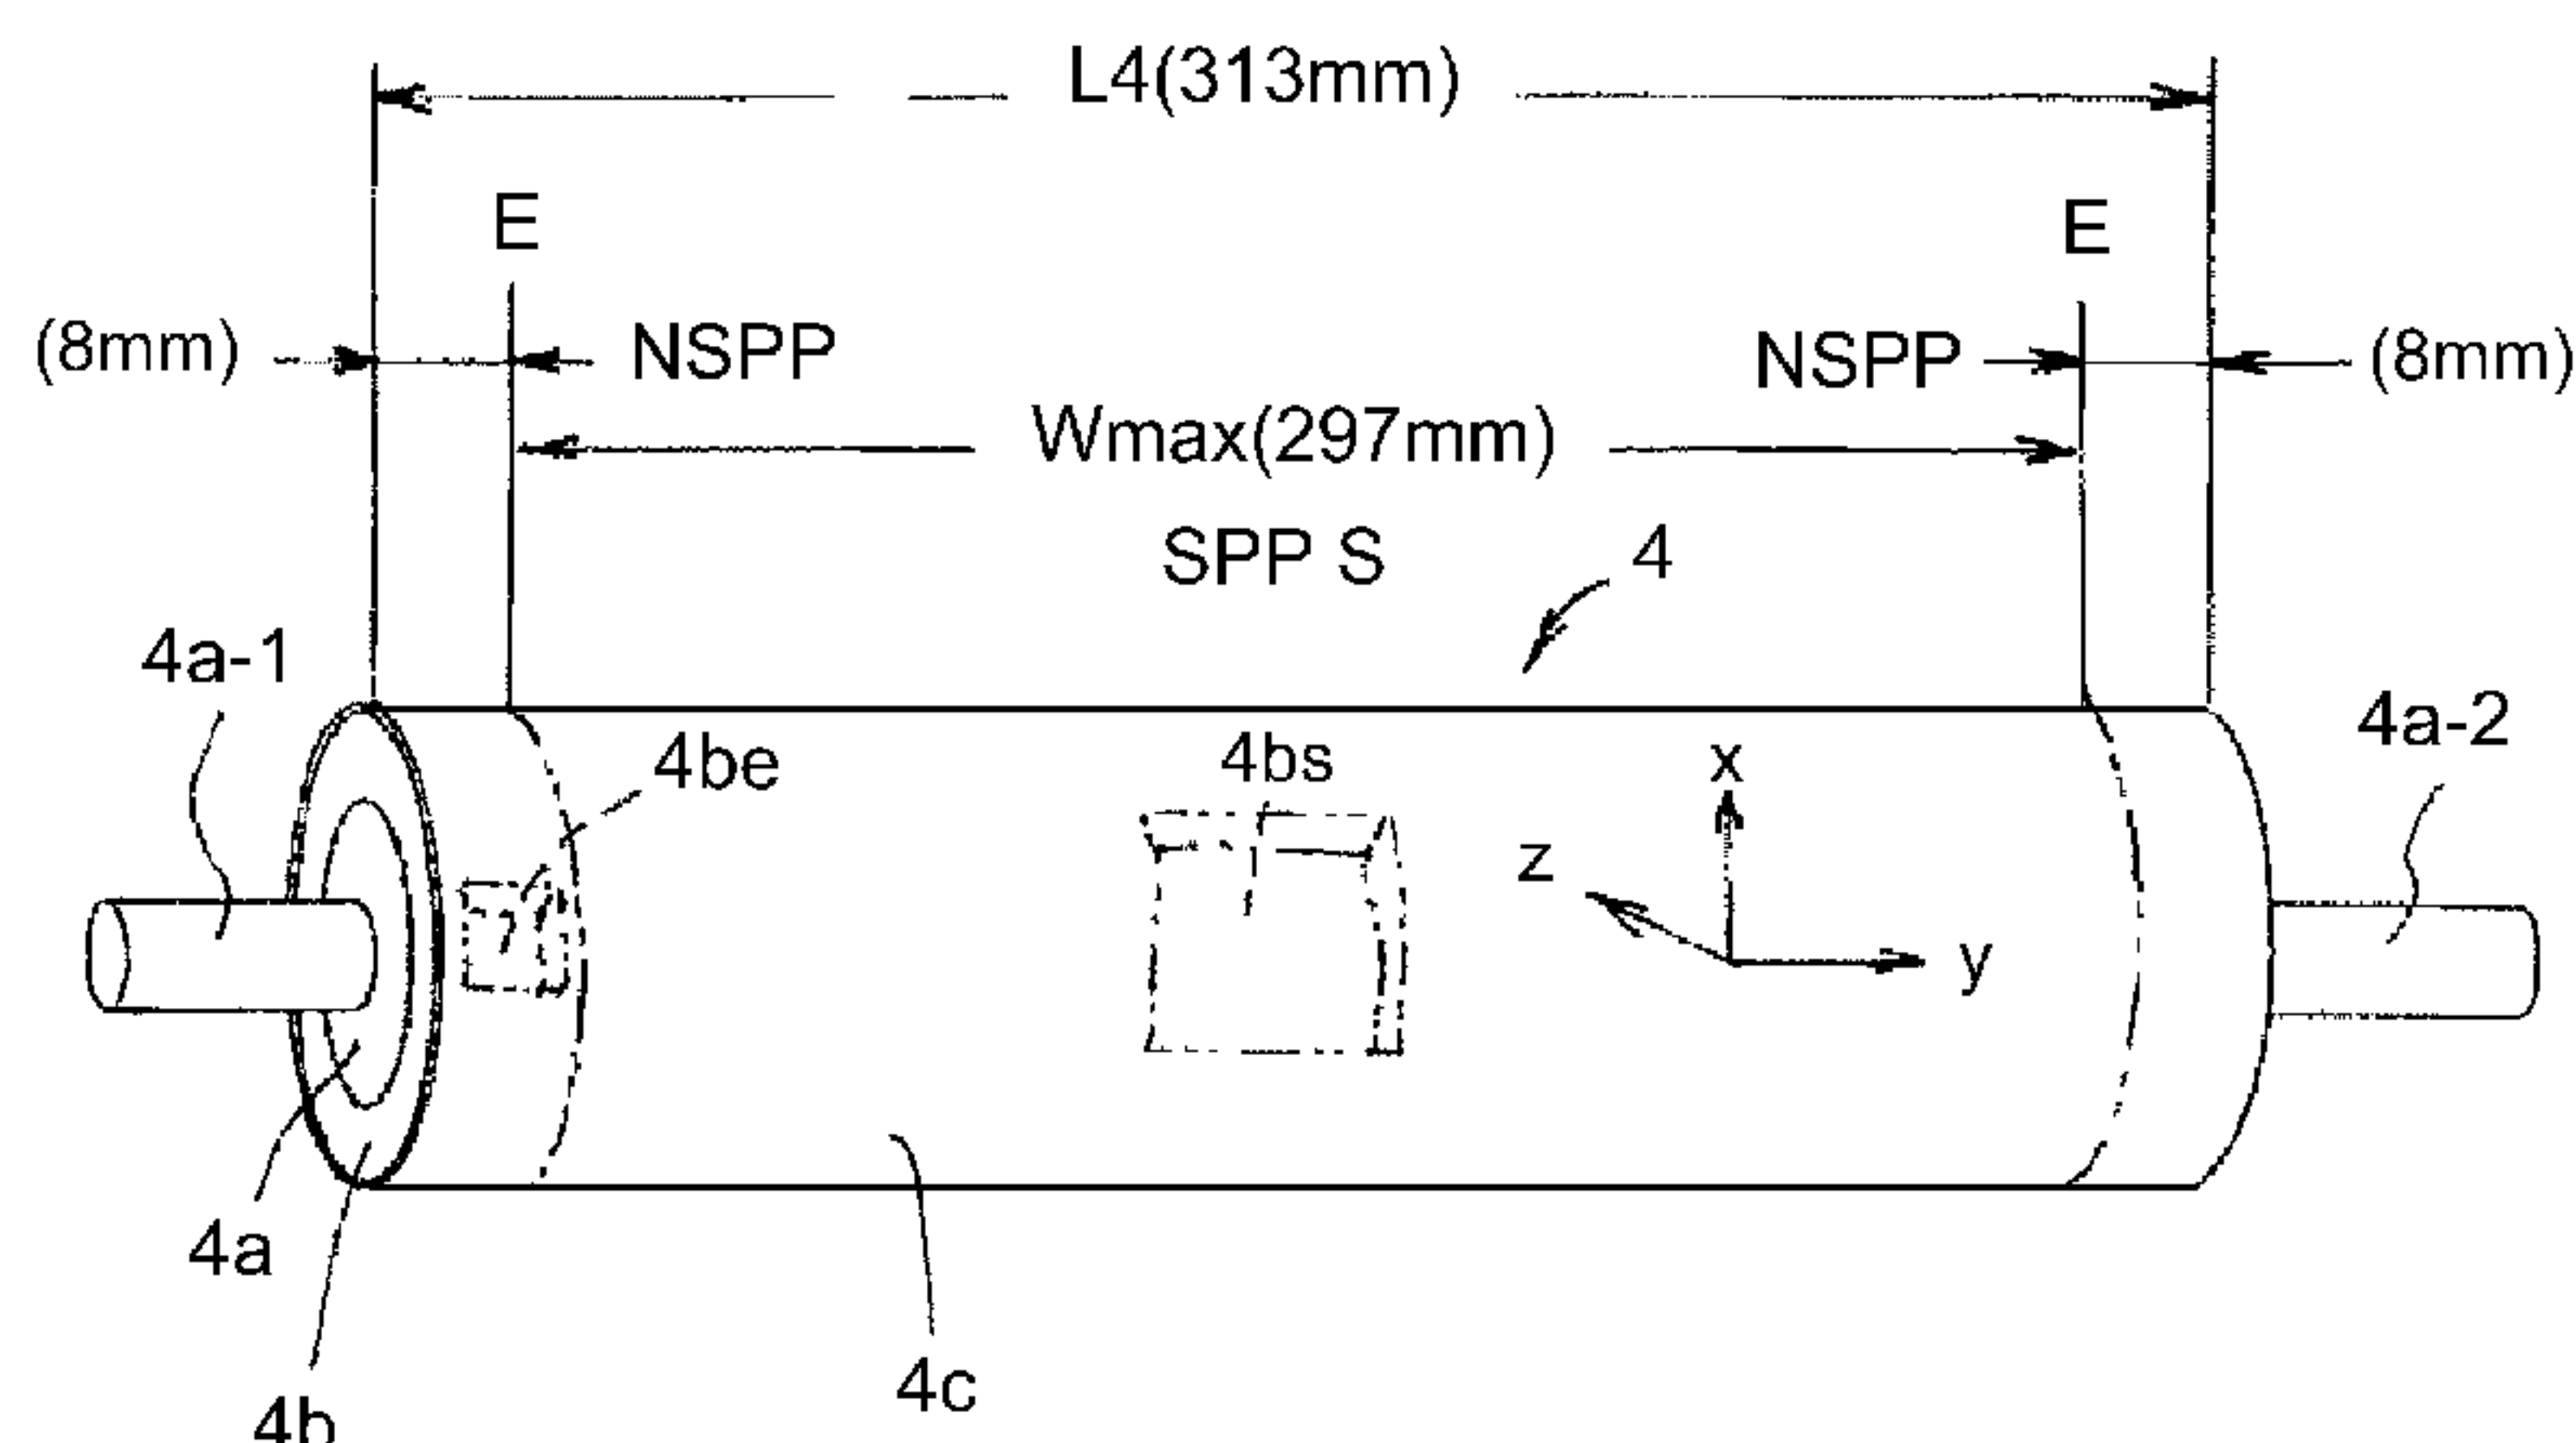 L4(313mm)
E
E
(8mm)
NSPP
NSPP
(8mm)
Wmax(297mm)
SPP S
4
4a-1
4a-2
4be
4bs
x
z
y
4a
4c
4b